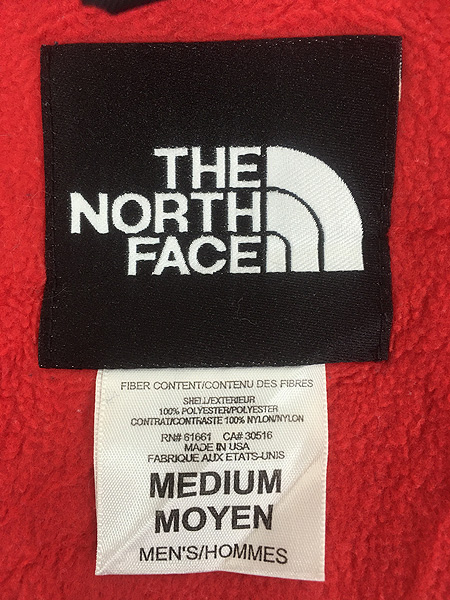 THE
NORTH
FACE
FIBER CONTENT/CONTENU DES FIBRES
SHELL/EXTERIEUR
100% POLYESTER/POLYESTER
CONTRAT/CONTRASTE 100% NYLON/NYLON
RN# 61661 CA# 30516
MADE IN USA
FABRIQUE AUX ETATS-UNIS
MEDIUM
MOYEN
MEN'S/HOMMES